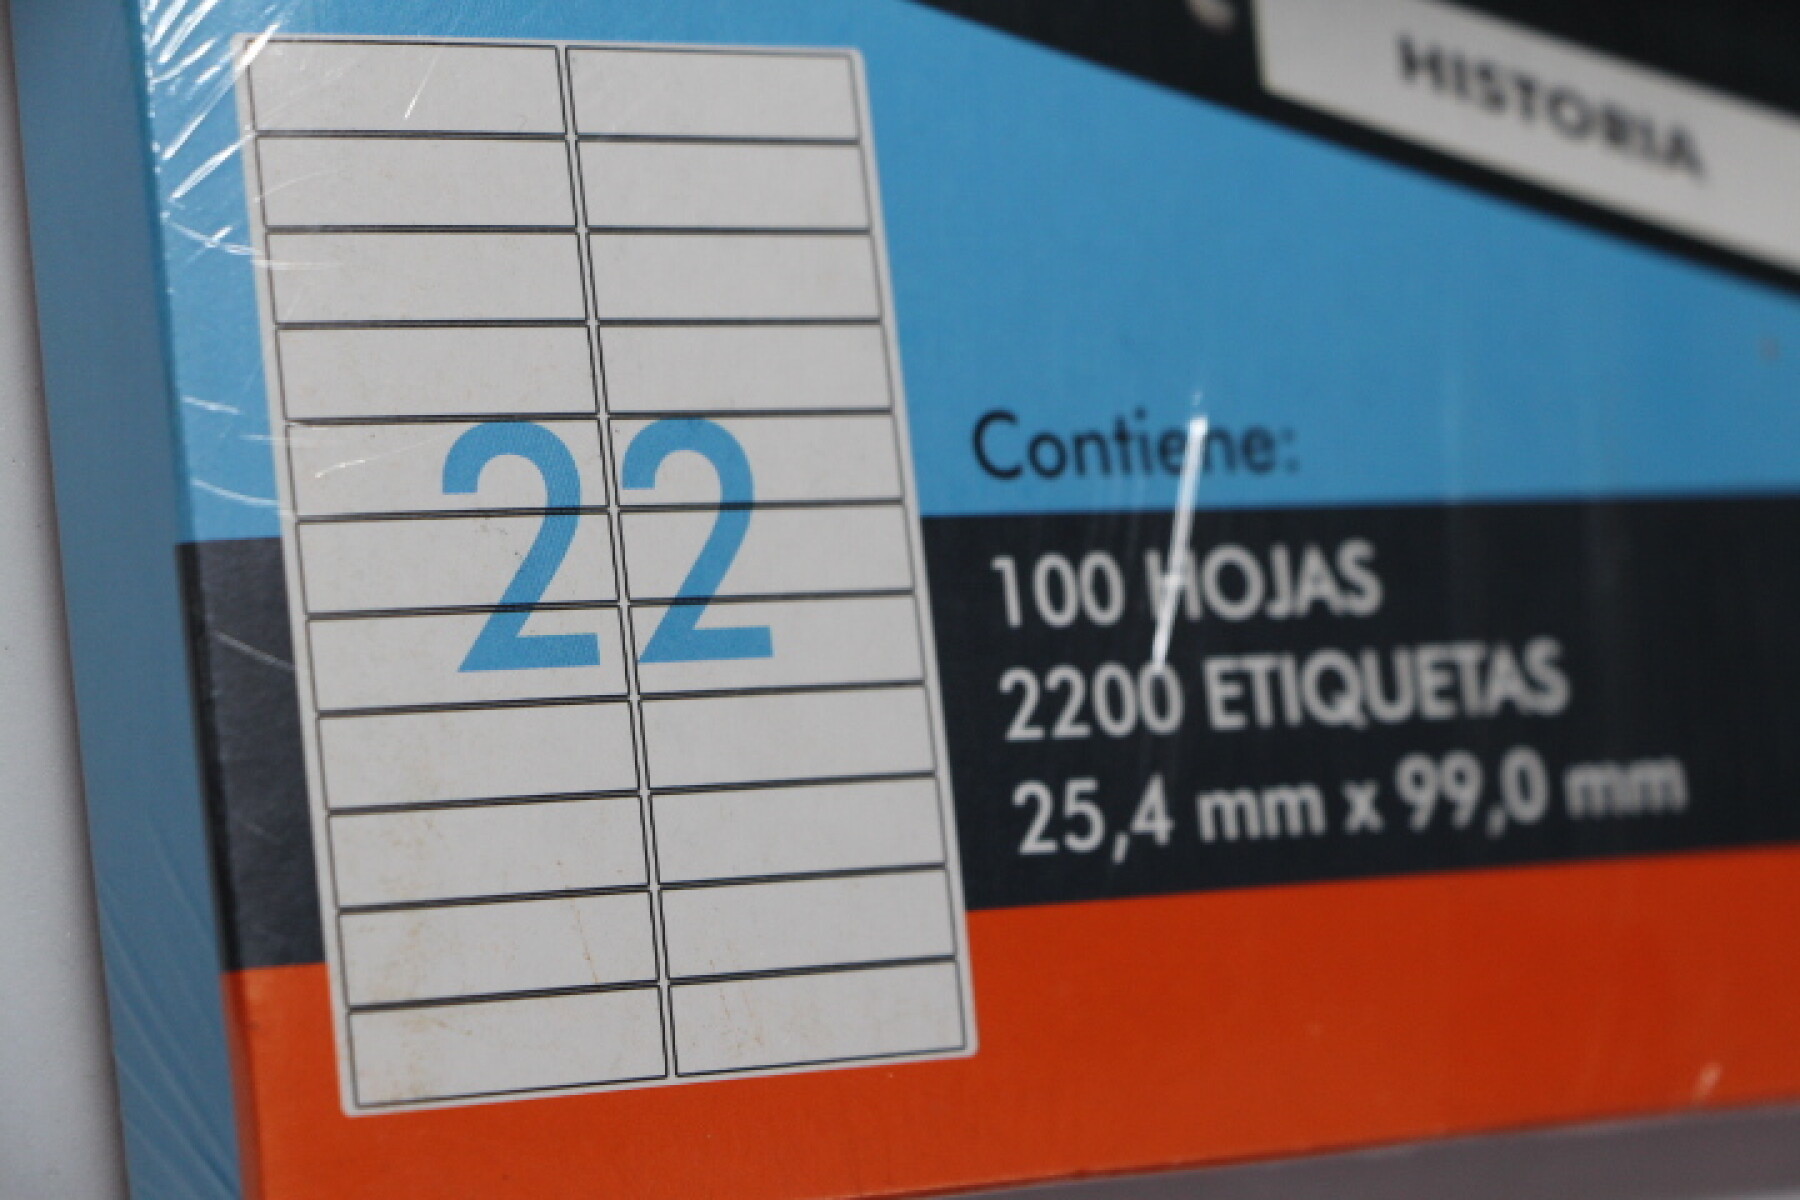 HISTORIA
22
Contiene:
100 HOJAS
2200 ETIQUETAS
25,4 mm x 99,0 mm